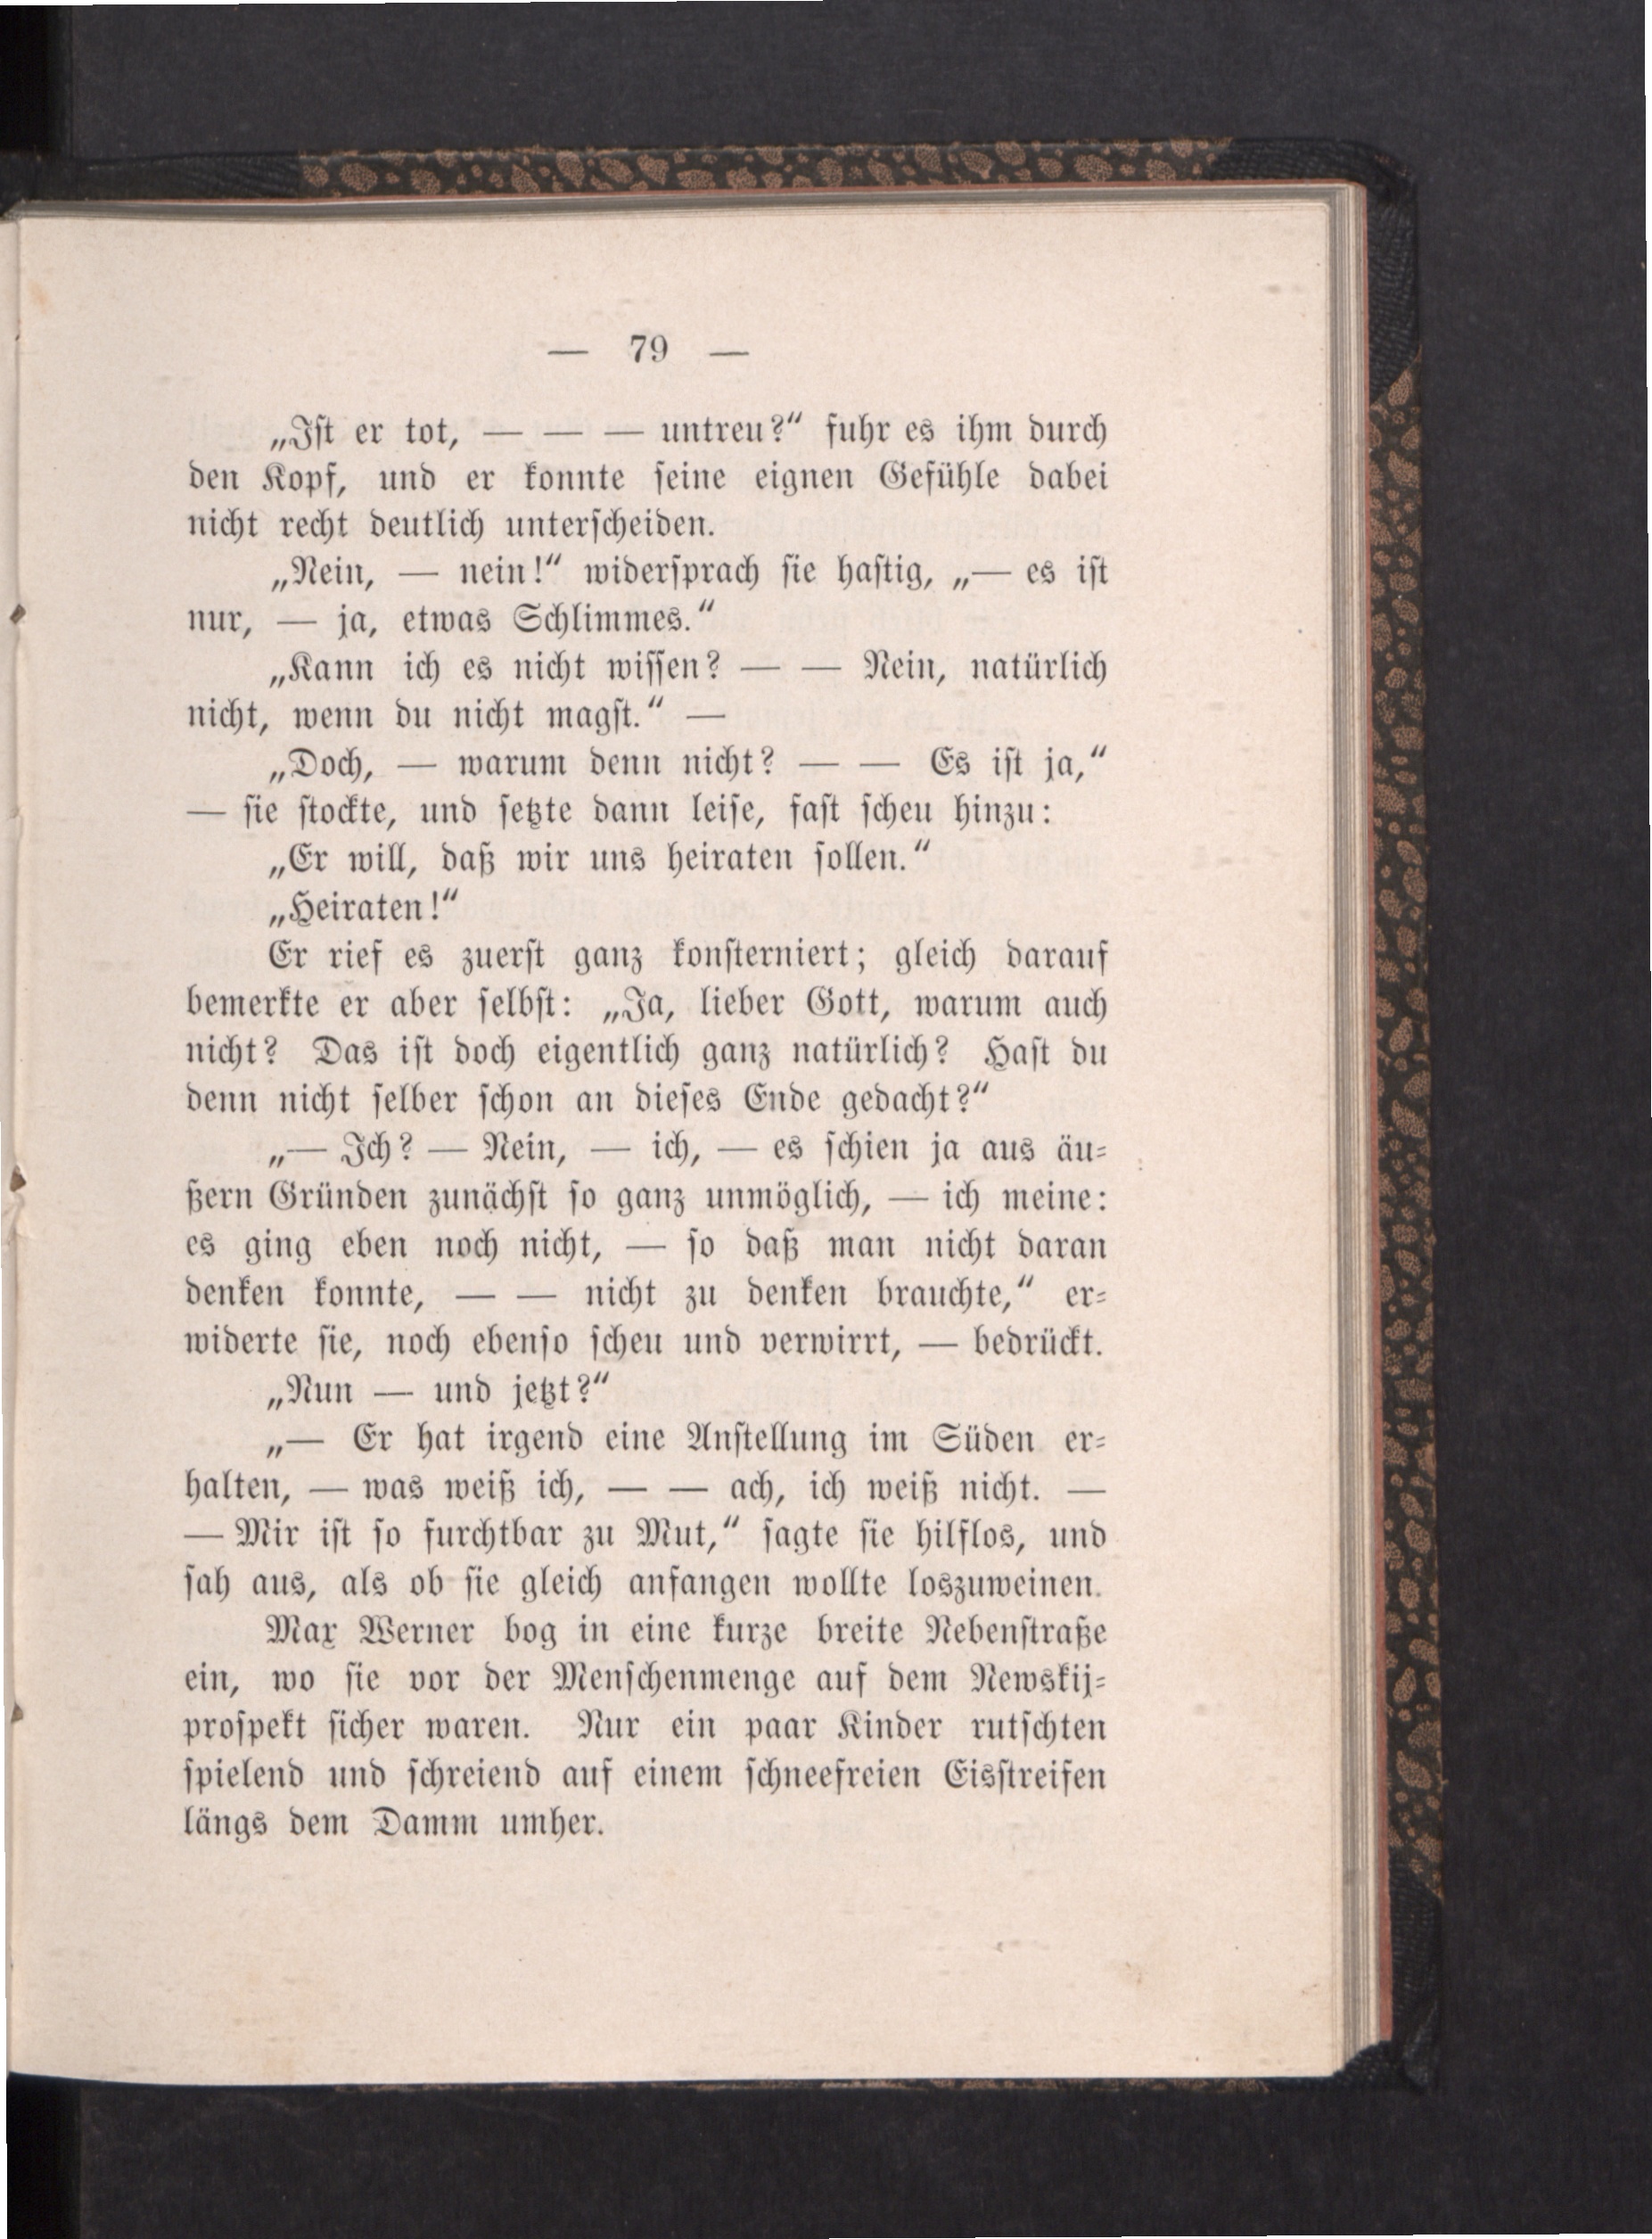 — 79 —
„Ist er tot, — — — untreu?“ fuhr es ihm durch
den Kopf, und er konnte seine eignen Gefühle dabei
nicht recht deutlich unterscheiden.
„Nein, — nein!“ widersprach sie hastig, „— es ist
nur, — ja, etwas Schlimmes.“
„Kann ich es nicht wissen? — — Nein, natürlich
nicht, wenn du nicht magst.“ —
„Doch, — warum denn nicht? — — Es ist ja,“
— sie stockte, und setzte dann leise, fast scheu hinzu:
„Er will, daß wir uns heiraten sollen.“
„Heiraten!“
Er rief es zuerst ganz konsterniert; gleich darauf
bemerkte er aber selbst: „Ja, lieber Gott, warum auch
nicht? Das ist doch eigentlich ganz natürlich? Hast du
denn nicht selber schon an dieses Ende gedacht?“
„— Ich? — Nein, — ich, — es schien ja aus äu-
ßern Gründen zunächst so ganz unmöglich, — ich meine:
es ging eben noch nicht, — so daß man nicht daran
denken konnte, — — nicht zu denken brauchte,“ er-
widerte sie, noch ebenso scheu und verwirrt, — bedrückt.
„Nun — und jetzt?“
„— Er hat irgend eine Anstellung im Süden er-
halten, — was weiß ich, — — ach, ich weiß nicht. —
— Mir ist so furchtbar zu Mut,“ sagte sie hilflos, und
sah aus, als ob sie gleich anfangen wollte loszuweinen.
Max Werner bog in eine kurze breite Nebenstraße
ein, wo sie vor der Menschenmenge auf dem Newskij-
prospekt sicher waren. Nur ein paar Kinder rutschten
spielend und schreiend auf einem schneefreien Eisstreifen
längs dem Damm umher.